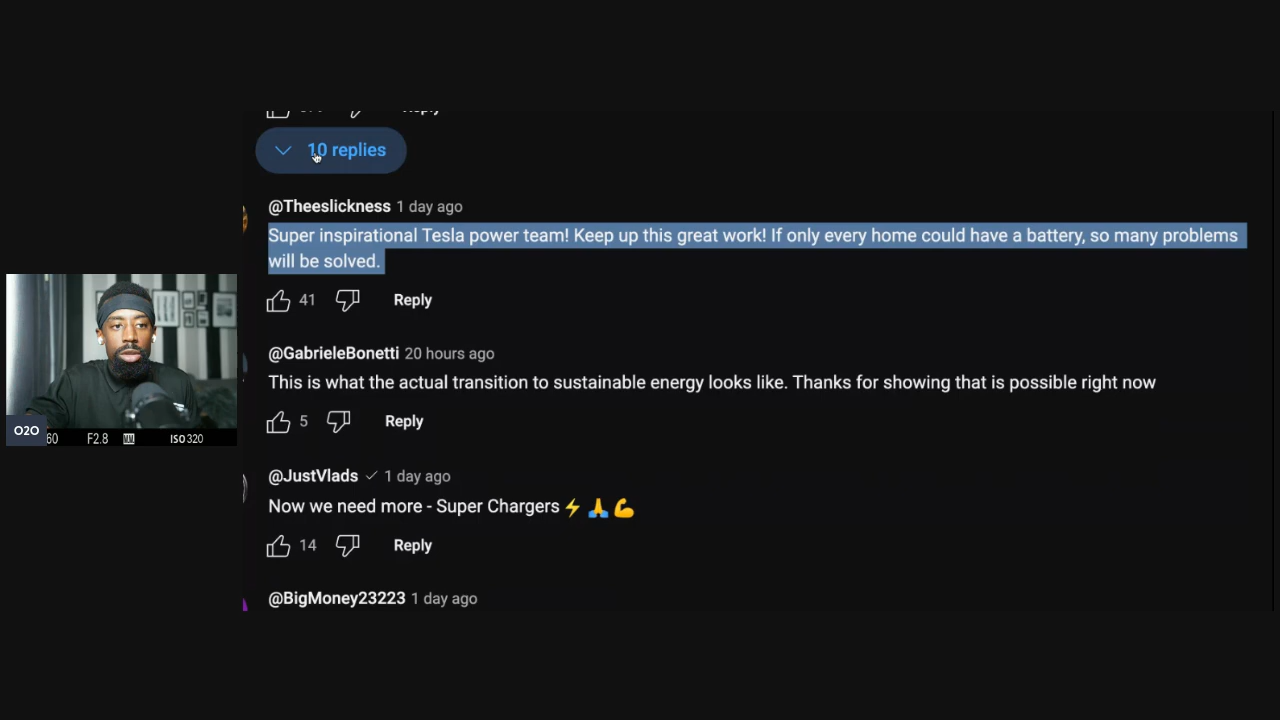 Reply
10 replies
@Theeslickness 1 day ago
Super inspirational Tesla power team! Keep up this great work! If only every home could have a battery, so many problems
will be solved.
41 Reply
@GabrieleBonetti 20 hours ago
This is what the actual transition to sustainable energy looks like. Thanks for showing that is possible right now
5 Reply
@JustVlads 1 day ago
Now we need more - Super Chargers ⚡ 🙏 💪
14 Reply
@BigMoney23223 1 day ago
O2O
60 F2.8 ISO 320